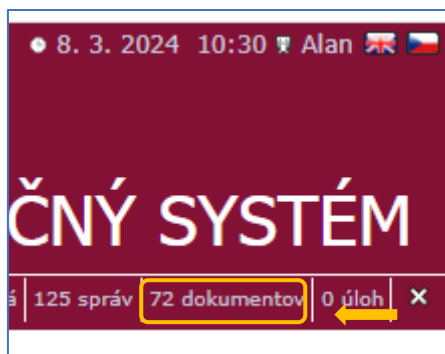 8. 3. 2024 10:30 Alan
ČNÝ SYSTÉM
á 125 správ 72 dokumentov 0 úloh ×